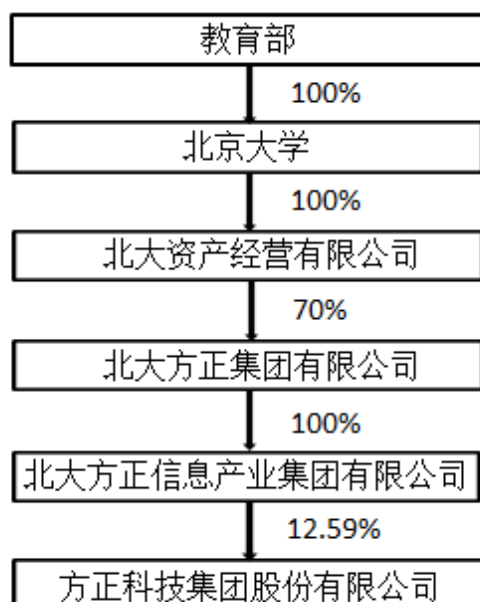 教育部
100%
北京大学
100%
北大资产经营有限公司
70%
北大方正集团有限公司
100%
北大方正信息产业集团有限公司
12.59%
方正科技集团股份有限公司